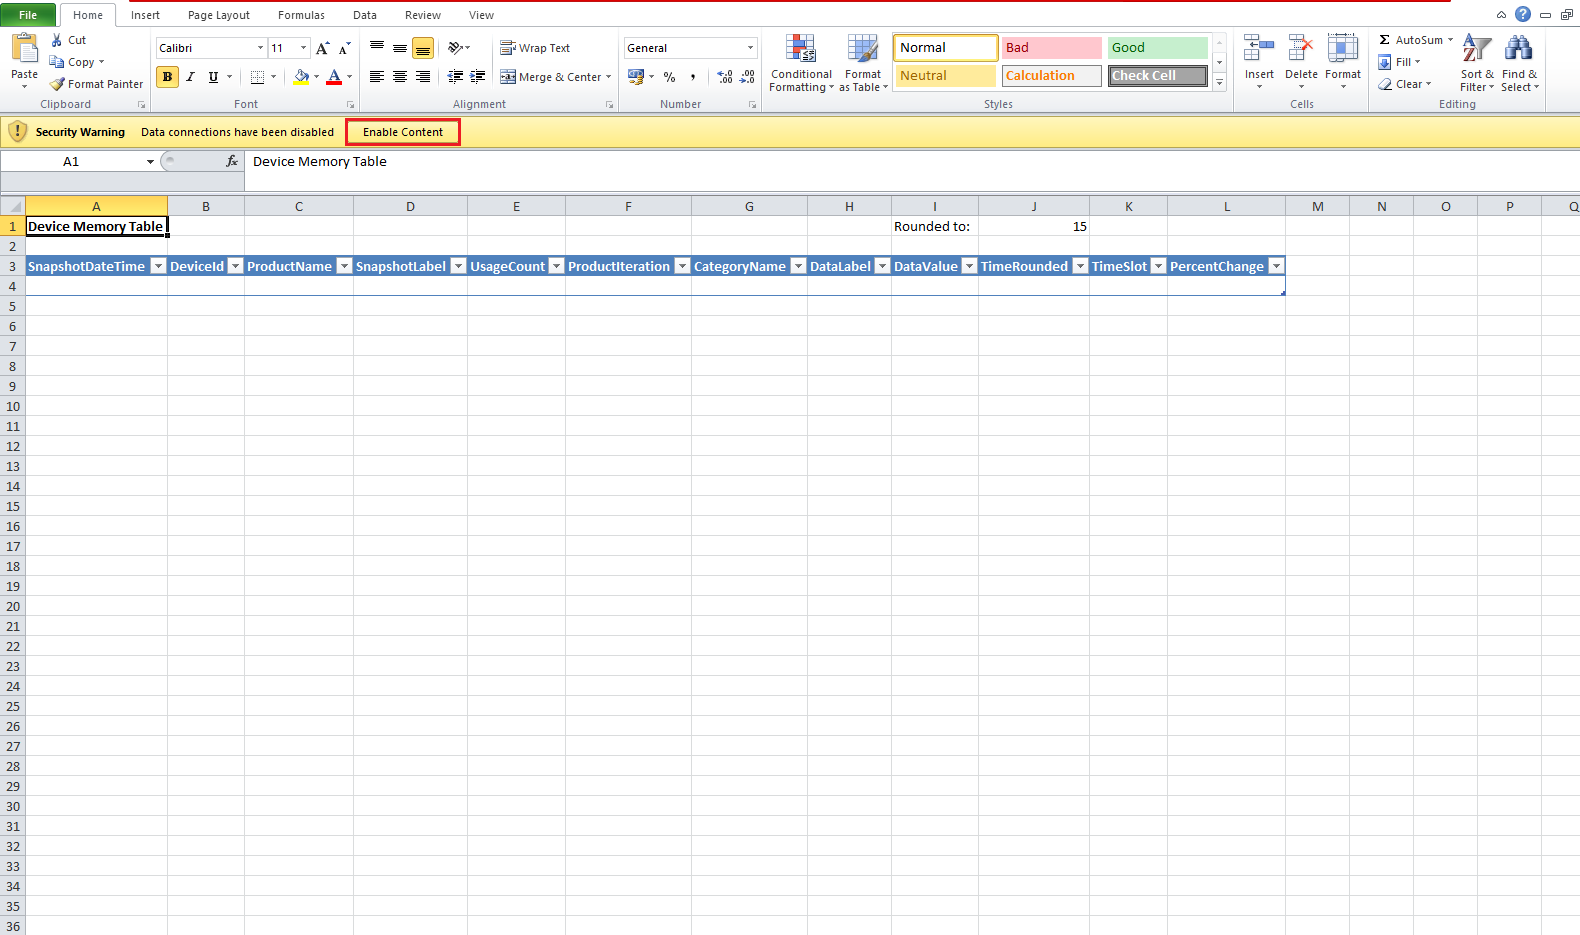 File Home Insert Page Layout Formulas Data Review View
Paste
Cut
Copy
Format Painter
Clipboard
Calibri 11
B I U
A
Font
Wrap Text
Merge & Center
Alignment
General
% ,
Number
Conditional Formatting
Format as Table
Normal Bad Good
Neutral Calculation Check Cell
Styles
Insert Delete Format
Cells
Σ AutoSum
Fill
Clear
Sort & Filter
Find & Select
Editing
Security Warning Data connections have been disabled Enable Content
A1 fx Device Memory Table
A B C D E F G H I J K L M N O P Q
1 Device Memory Table Rounded to: 15
2
3 SnapshotDateTime DeviceId ProductName SnapshotLabel UsageCount ProductIteration CategoryName DataLabel DataValue TimeRounded TimeSlot PercentChange
4
5
6
7
8
9
10
11
12
13
14
15
16
17
18
19
20
21
22
23
24
25
26
27
28
29
30
31
32
33
34
35
36